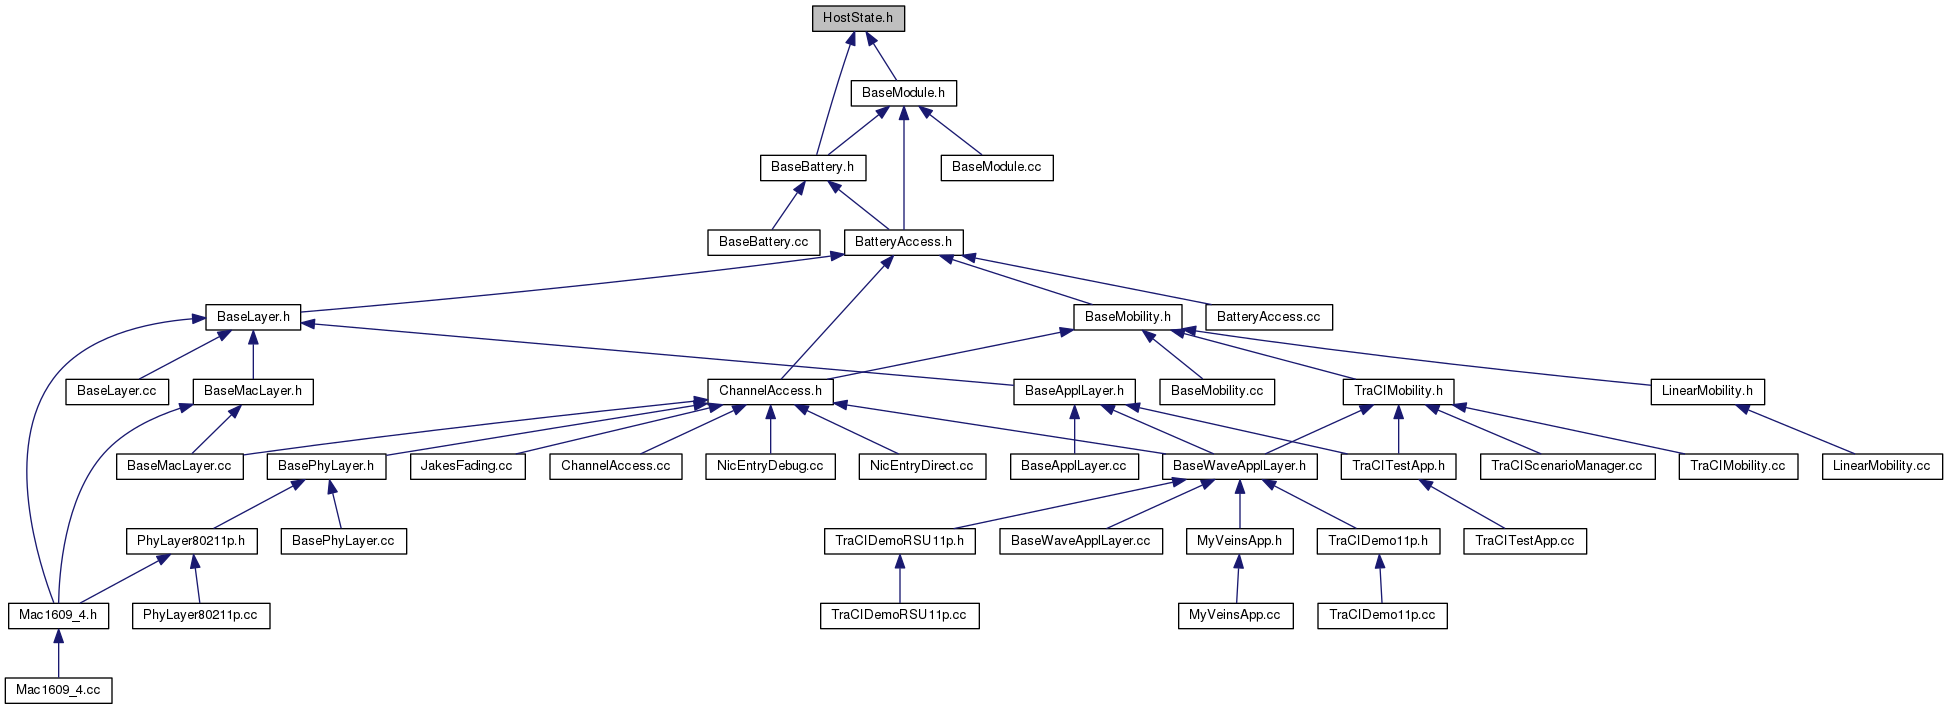 HostState.h
BaseModule.h
BaseBattery.h
BaseModule.cc
BaseBattery.cc
BatteryAccess.h
BaseLayer.h
BaseMobility.h
BatteryAccess.cc
BaseLayer.cc
BaseMacLayer.h
ChannelAccess.h
BaseApplLayer.h
BaseMobility.cc
TraCIMobility.h
LinearMobility.h
BaseMacLayer.cc
BasePhyLayer.h
JakesFading.cc
ChannelAccess.cc
NicEntryDebug.cc
NicEntryDirect.cc
BaseApplLayer.cc
BaseWaveApplLayer.h
TraCITestApp.h
TraCIScenarioManager.cc
TraCIMobility.cc
LinearMobility.cc
PhyLayer80211p.h
BasePhyLayer.cc
TraCIDemoRSU11p.h
BaseWaveApplLayer.cc
MyVeinsApp.h
TraCIDemo11p.h
TraCITestApp.cc
Mac1609_4.h
PhyLayer80211p.cc
TraCIDemoRSU11p.cc
MyVeinsApp.cc
TraCIDemo11p.cc
Mac1609_4.cc